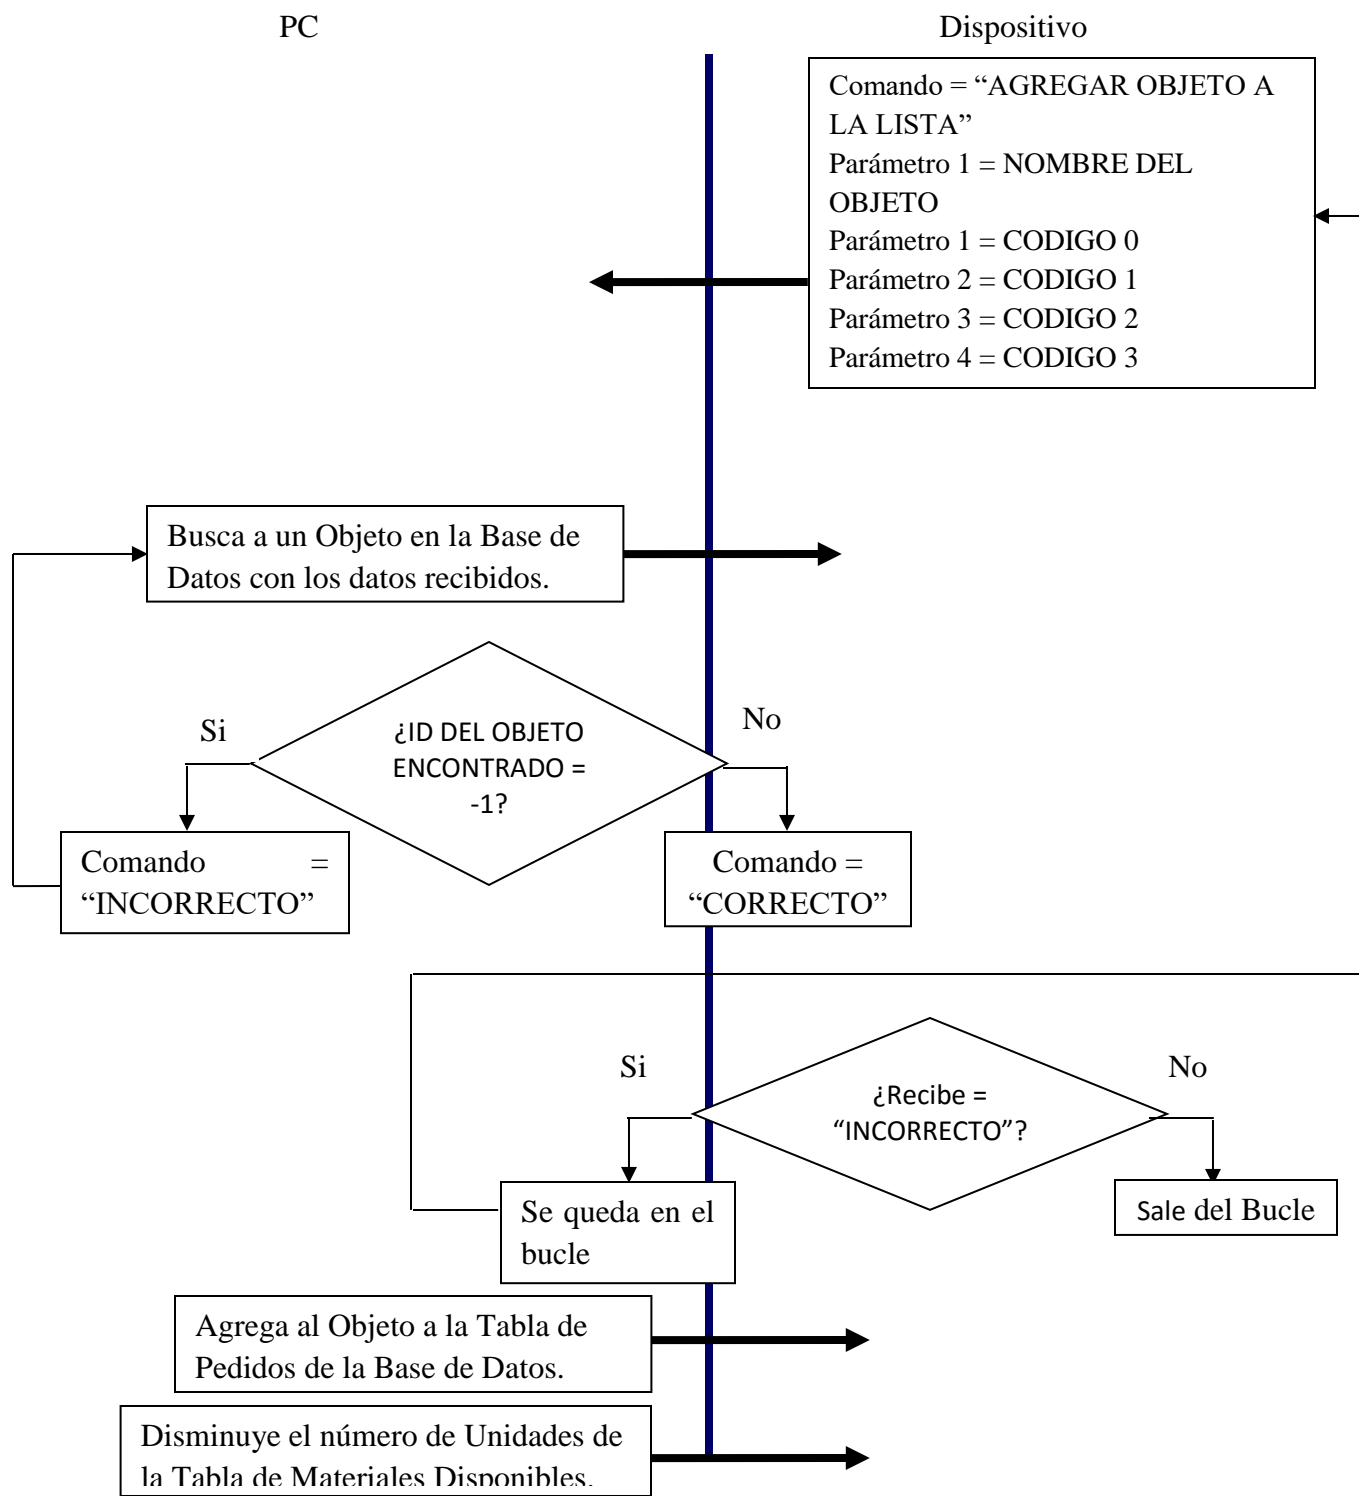 PC
Dispositivo
Comando = “AGREGAR OBJETO A
LA LISTA”
Parámetro 1 = NOMBRE DEL
OBJETO
Parámetro 1 = CODIGO 0
Parámetro 2 = CODIGO 1
Parámetro 3 = CODIGO 2
Parámetro 4 = CODIGO 3
Busca a un Objeto en la Base de
Datos con los datos recibidos.
Si
¿ID DEL OBJETO
ENCONTRADO =
-1?
No
Comando =
“INCORRECTO”
Comando =
“CORRECTO”
Si
¿Recibe =
“INCORRECTO”?
No
Se queda en el
bucle
Sale del Bucle
Agrega al Objeto a la Tabla de
Pedidos de la Base de Datos.
Disminuye el número de Unidades de
la Tabla de Materiales Disponibles.